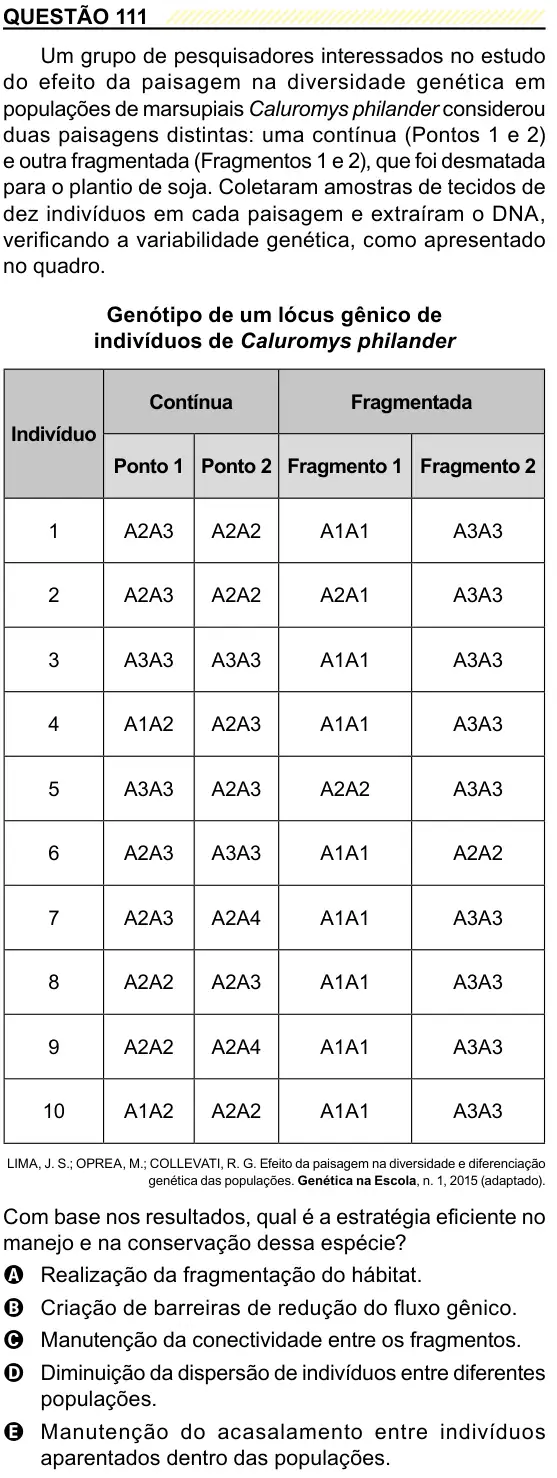 QUESTÃO 111
Um grupo de pesquisadores interessados no estudo
do efeito da paisagem na diversidade genética em
populações de marsupiais Caluromys philander considerou
duas paisagens distintas: uma contínua (Pontos 1 e 2)
e outra fragmentada (Fragmentos 1 e 2), que foi desmatada
para o plantio de soja. Coletaram amostras de tecidos de
dez indivíduos em cada paisagem e extraíram o DNA,
verificando a variabilidade genética, como apresentado
no quadro.
Genótipo de um lócus gênico de
indivíduos de Caluromys philander
Indivíduo Contínua Fragmentada
Ponto 1 Ponto 2 Fragmento 1 Fragmento 2
1 A2A3 A2A2 A1A1 A3A3
2 A2A3 A2A2 A2A1 A3A3
3 A3A3 A3A3 A1A1 A3A3
4 A1A2 A2A3 A1A1 A3A3
5 A3A3 A2A3 A2A2 A3A3
6 A2A3 A3A3 A1A1 A2A2
7 A2A3 A2A4 A1A1 A3A3
8 A2A2 A2A3 A1A1 A3A3
9 A2A2 A2A4 A1A1 A3A3
10 A1A2 A2A2 A1A1 A3A3
LIMA, J. S.; OPREA, M.; COLLEVATI, R. G. Efeito da paisagem na diversidade e diferenciação
genética das populações. Genética na Escola, n. 1, 2015 (adaptado).
Com base nos resultados, qual é a estratégia eficiente no
manejo e na conservação dessa espécie?
A Realização da fragmentação do hábitat.
B Criação de barreiras de redução do fluxo gênico.
C Manutenção da conectividade entre os fragmentos.
D Diminuição da dispersão de indivíduos entre diferentes
populações.
E Manutenção do acasalamento entre indivíduos
aparentados dentro das populações.